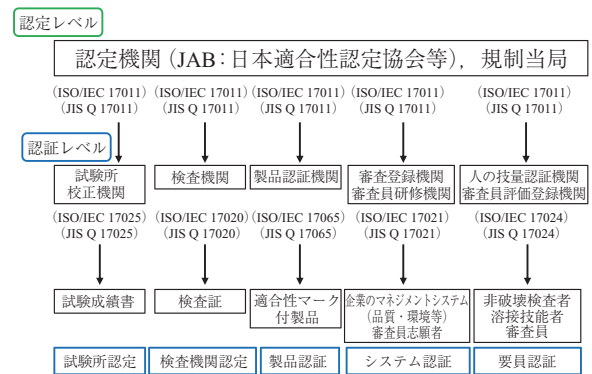 認定レベル
認定機関(JAB:日本適合性認定協会等),規制当局
(ISO/IEC 17011) (ISO/IEC 17011) (ISO/IEC 17011) (ISO/IEC 17011) (ISO/IEC 17011)
(JIS Q 17011) (JIS Q 17011) (JIS Q 17011) (JIS Q 17011) (JIS Q 17011)
認証レベル
試験所 検査機関 製品認証機関 審査登録機関 人の技量認証機関
校正機関 審査員研修機関 審査員評価登録機関
(ISO/IEC 17025) (ISO/IEC 17020) (ISO/IEC 17065) (ISO/IEC 17021) (ISO/IEC 17024)
(JIS Q 17025) (JIS Q 17020) (JIS Q 17065) (JIS Q 17021) (JIS Q 17024)
試験成績書 検査証 適合性マーク 企業のマネジメントシステム 非破壊検査者
付製品 (品質・環境等) 溶接技能者
審査員志願者 審査員
試験所認定 検査機関認定 製品認証 システム認証 要員認証